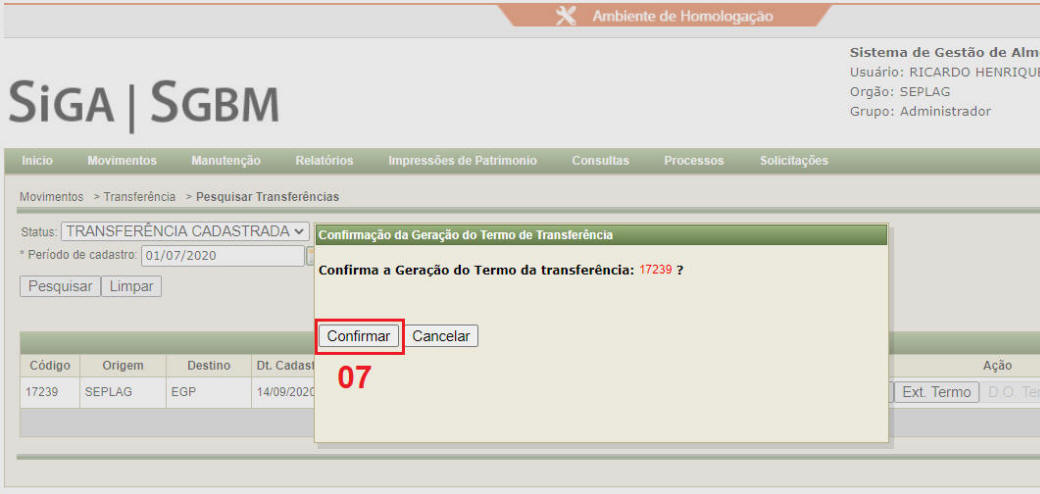 Ambiente de Homologação
Sistema de Gestão de Alm
Usuário: RICARDO HENRIQUE
Orgão: SEPLAG
Grupo: Administrador
SiGA | SGBM
Início Movimentos Manutenção Relatórios Impressões de Patrimonio Consultas Processos Solicitações
Movimentos > Transferência > Pesquisar Transferências
Status: TRANSFERÊNCIA CADASTRADA
* Período de cadastro: 01/07/2020
Pesquisar Limpar
Confirmação da Geração do Termo de Transferência
Confirma a Geração do Termo da transferência: 17239 ?
Confirmar Cancelar
07
Código Origem Destino Dt. Cadast Ação
17239 SEPLAG EGP 14/09/2020 Ext. Termo D.O. Ter